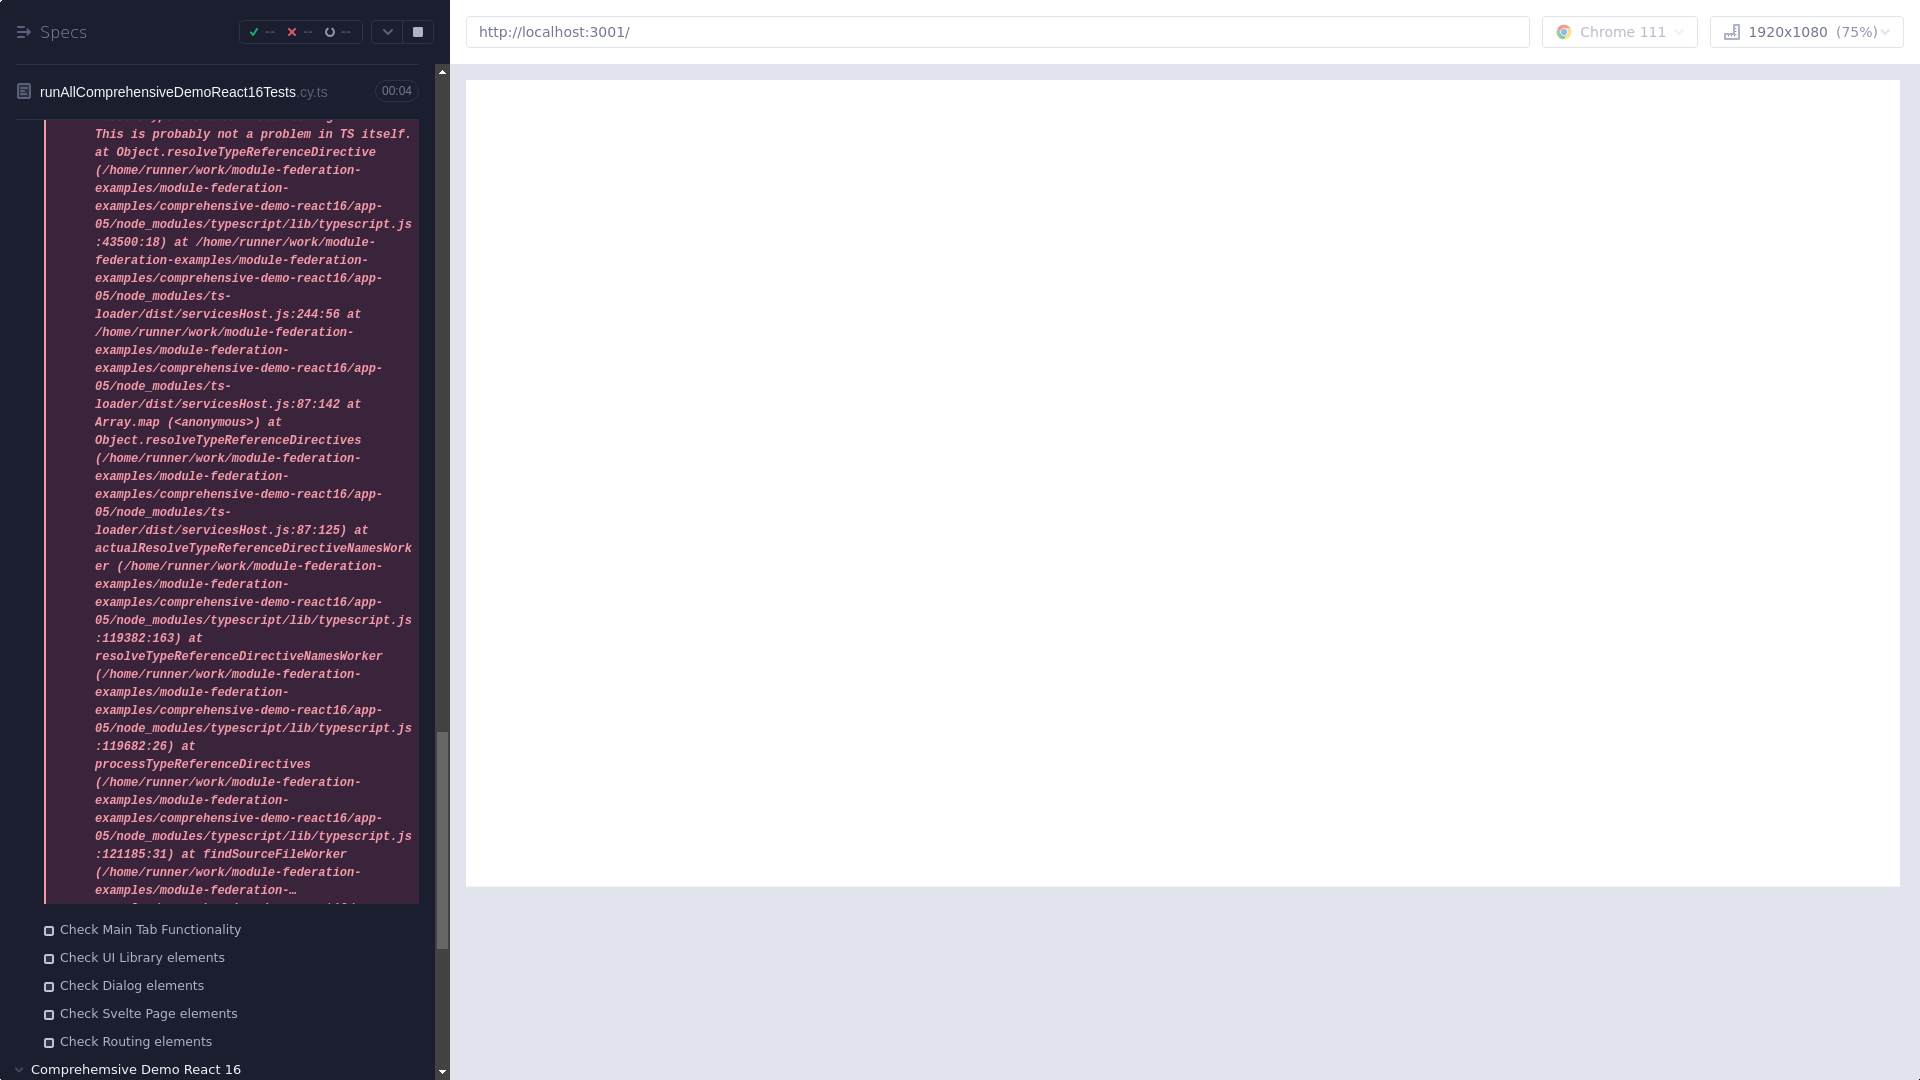 Specs
-- -- --
runAllComprehensiveDemoReact16Tests.cy.ts
00:04
This is probably not a problem in TS itself.
at Object.resolveTypeReferenceDirective
(/home/runner/work/module-federation-
examples/module-federation-
examples/comprehensive-demo-react16/app-
05/node_modules/typescript/lib/typescript.js
:43500:18) at /home/runner/work/module-
federation-examples/module-federation-
examples/comprehensive-demo-react16/app-
05/node_modules/ts-
loader/dist/servicesHost.js:244:56 at
/home/runner/work/module-federation-
examples/module-federation-
examples/comprehensive-demo-react16/app-
05/node_modules/ts-
loader/dist/servicesHost.js:87:142 at
Array.map (<anonymous>) at
Object.resolveTypeReferenceDirectives
(/home/runner/work/module-federation-
examples/module-federation-
examples/comprehensive-demo-react16/app-
05/node_modules/ts-
loader/dist/servicesHost.js:87:125) at
actualResolveTypeReferenceDirectiveNamesWork
er (/home/runner/work/module-federation-
examples/module-federation-
examples/comprehensive-demo-react16/app-
05/node_modules/typescript/lib/typescript.js
:119382:163) at
resolveTypeReferenceDirectiveNamesWorker
(/home/runner/work/module-federation-
examples/module-federation-
examples/comprehensive-demo-react16/app-
05/node_modules/typescript/lib/typescript.js
:119682:26) at
processTypeReferenceDirectives
(/home/runner/work/module-federation-
examples/module-federation-
examples/comprehensive-demo-react16/app-
05/node_modules/typescript/lib/typescript.js
:121185:31) at findSourceFileWorker
(/home/runner/work/module-federation-
examples/module-federation-…
Check Main Tab Functionality
Check UI Library elements
Check Dialog elements
Check Svelte Page elements
Check Routing elements
Comprehemsive Demo React 16
http://localhost:3001/
Chrome 111
1920x1080 (75%)